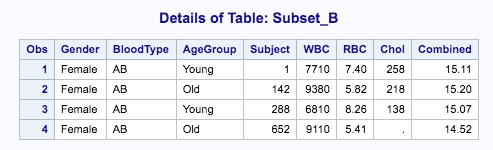 Details of Table: Subset_B
Obs Gender BloodType AgeGroup Subject WBC RBC Chol Combined
1 Female AB Young 1 7710 7.40 258 15.11
2 Female AB Old 142 9380 5.82 218 15.20
3 Female AB Young 288 6810 8.26 138 15.07
4 Female AB Old 652 9110 5.41 . 14.52